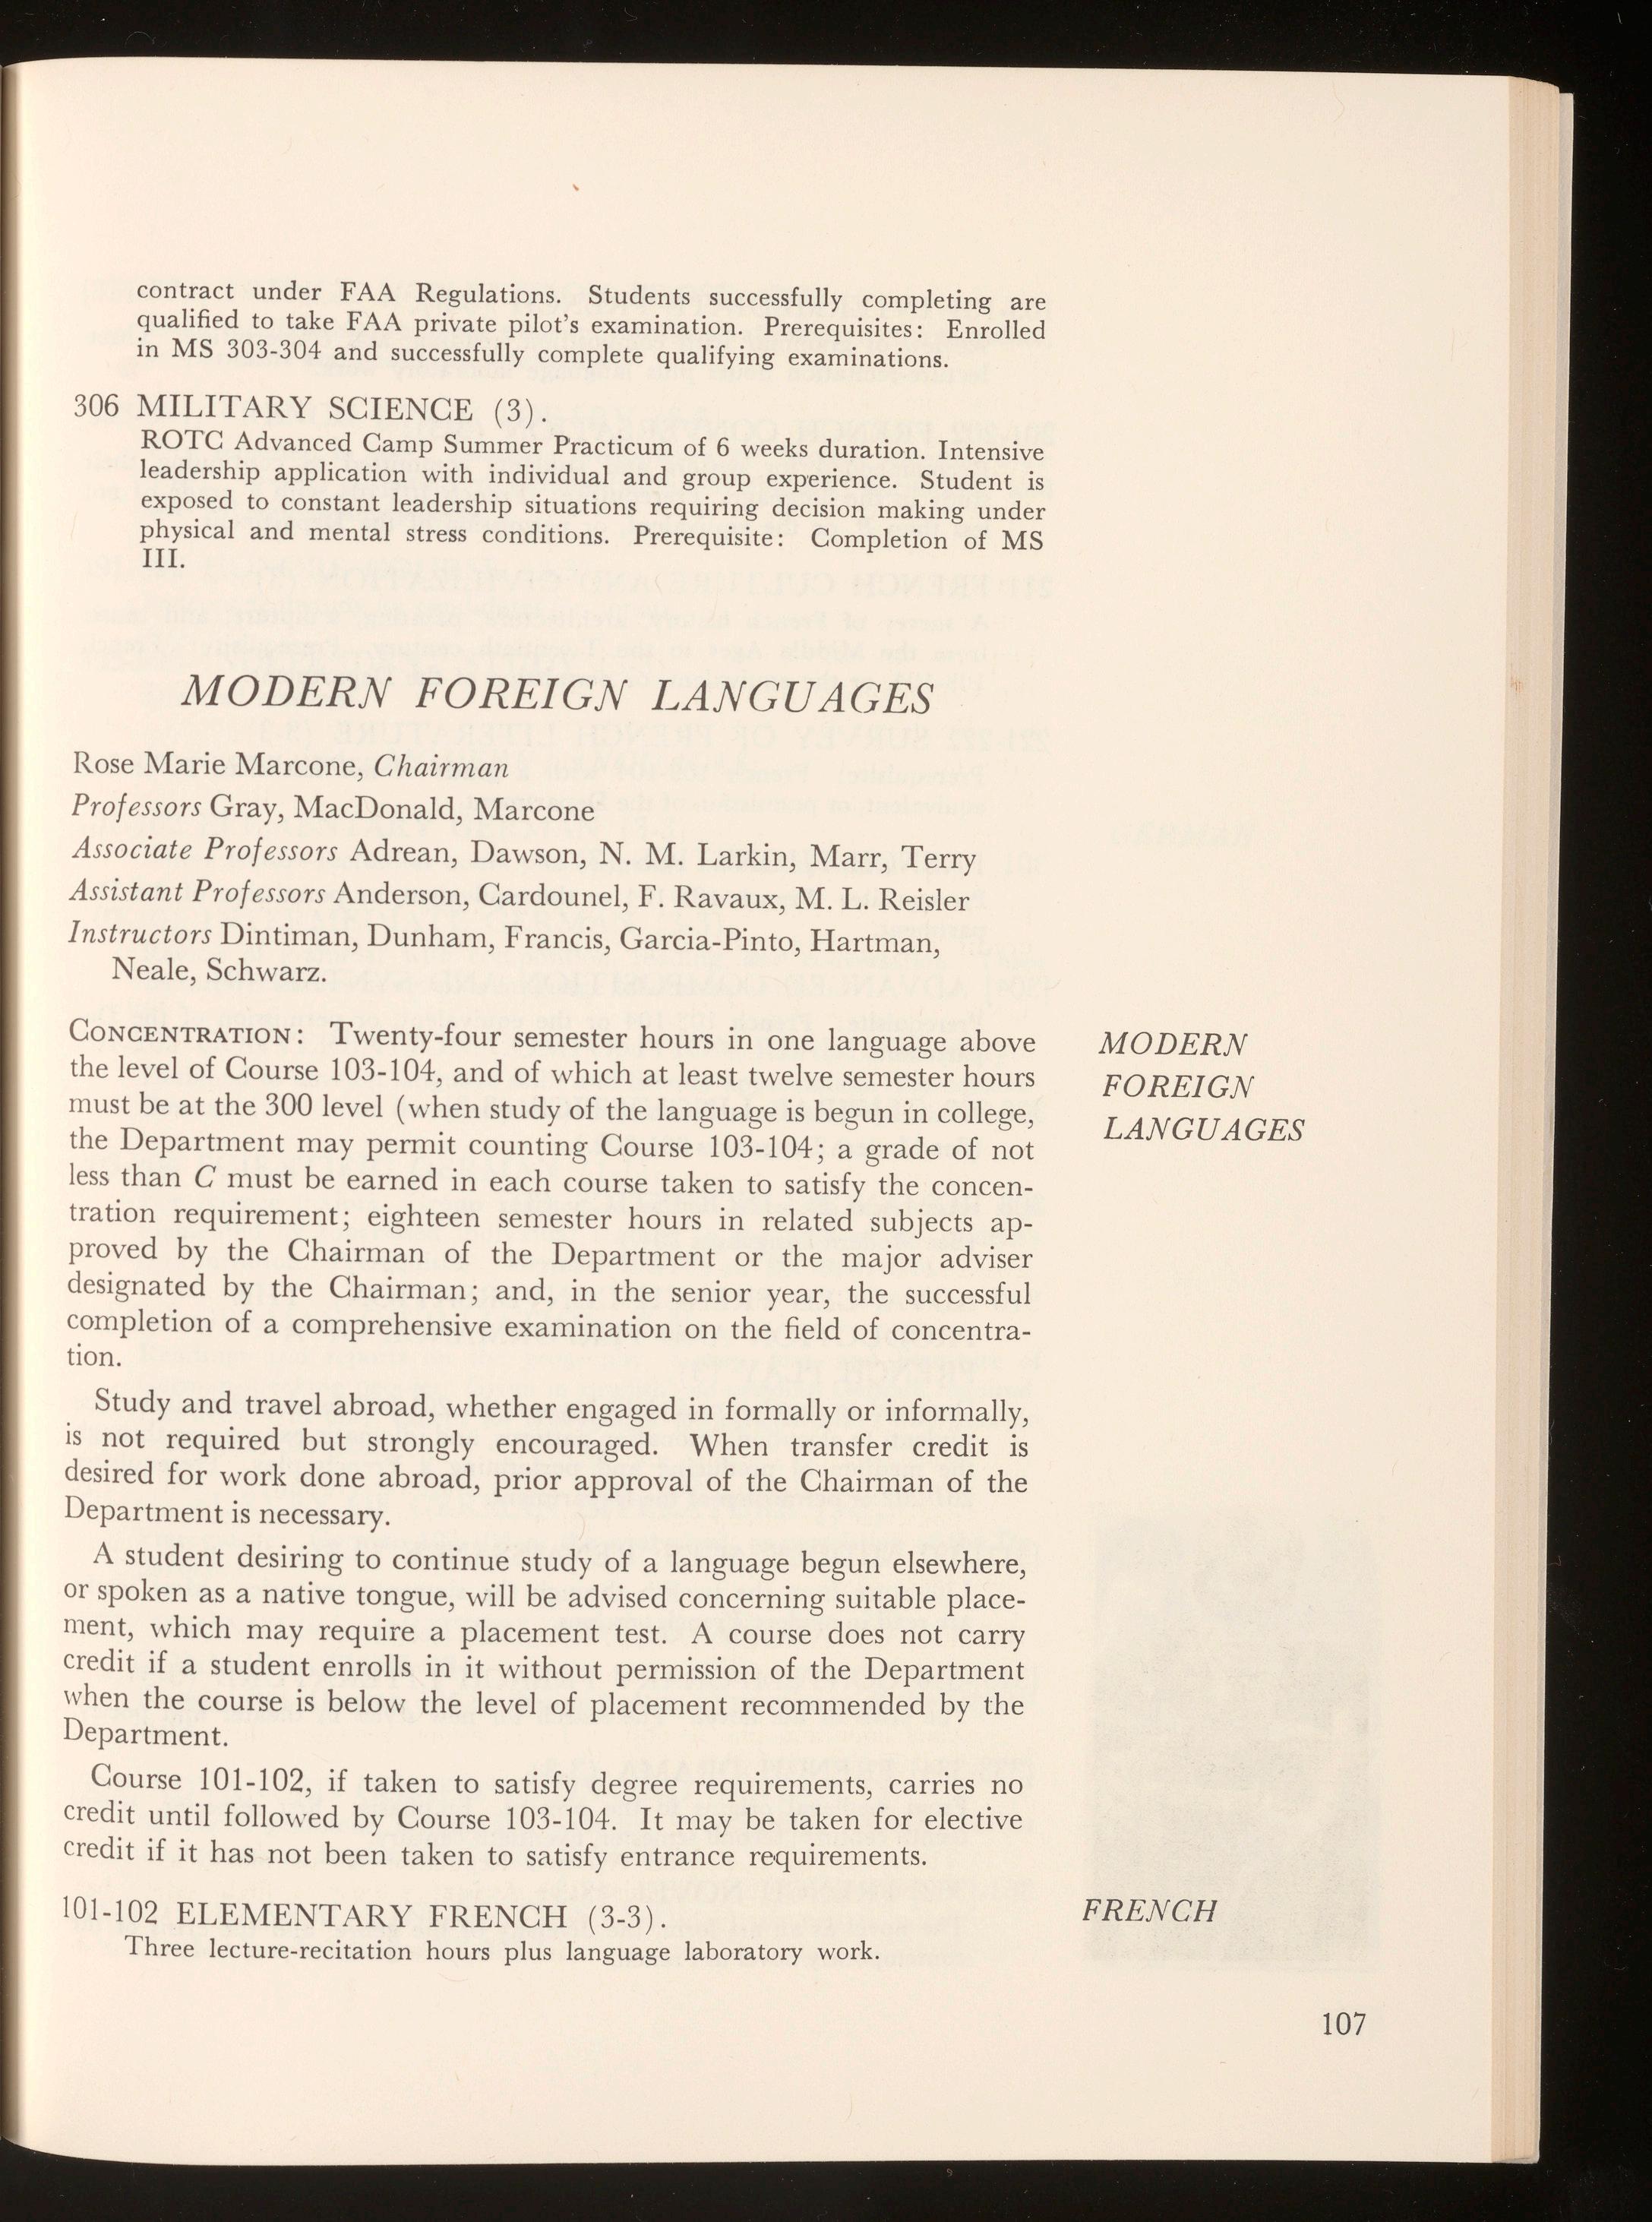 contract under FAA Regulations. Students successfully completing are
qualified to take FAA private pilot's examination. Prerequisites: Enrolled
in MS 303-304 and successfully complete qualifying examinations.
306 MILITARY SCIENCE (3).
ROTC Advanced Camp Summer Practicum of 6 weeks duration. Intensive
leadership application with individual and group experience. Student is
exposed to constant leadership situations requiring decision making under
physical and mental stress conditions. Prerequisite: Completion of MS
III.
MODERN FOREIGN LANGUAGES
Rose Marie Marcone, Chairman
Professors Gray, MacDonald, Marcone
Associate Professors Adrean, Dawson, N. M. Larkin, Marr, Terry
Assistant Professors Anderson, Cardounel, F. Ravaux, M. L. Reisler
Instructors Dintiman, Dunham, Francis, Garcia-Pinto, Hartman,
Neale, Schwarz.
CONCENTRATION: Twenty-four semester hours in one language above
the level of Course 103-104, and of which at least twelve semester hours
must be at the 300 level (when study of the language is begun in college,
the Department may permit counting Course 103-104; a grade of not
less than C must be earned in each course taken to satisfy the concen-
tration requirement; eighteen semester hours in related subjects ap-
proved by the Chairman of the Department or the major adviser
designated by the Chairman; and, in the senior year, the successful
completion of a comprehensive examination on the field of concentra-
tion.
MODERN
FOREIGN
LANGUAGES
Study and travel abroad, whether engaged in formally or informally,
is not required but strongly encouraged. When transfer credit is
desired for work done abroad, prior approval of the Chairman of the
Department is necessary.
A student desiring to continue study of a language begun elsewhere,
or spoken as a native tongue, will be advised concerning suitable place-
ment, which may require a placement test. A course does not carry
credit if a student enrolls in it without permission of the Department
when the course is below the level of placement recommended by the
Department.
Course 101-102, if taken to satisfy degree requirements, carries no
credit until followed by Course 103-104. It may be taken for elective
credit if it has not been taken to satisfy entrance requirements.
101-102 ELEMENTARY FRENCH (3-3).
Three lecture-recitation hours plus language laboratory work.
FRENCH
107